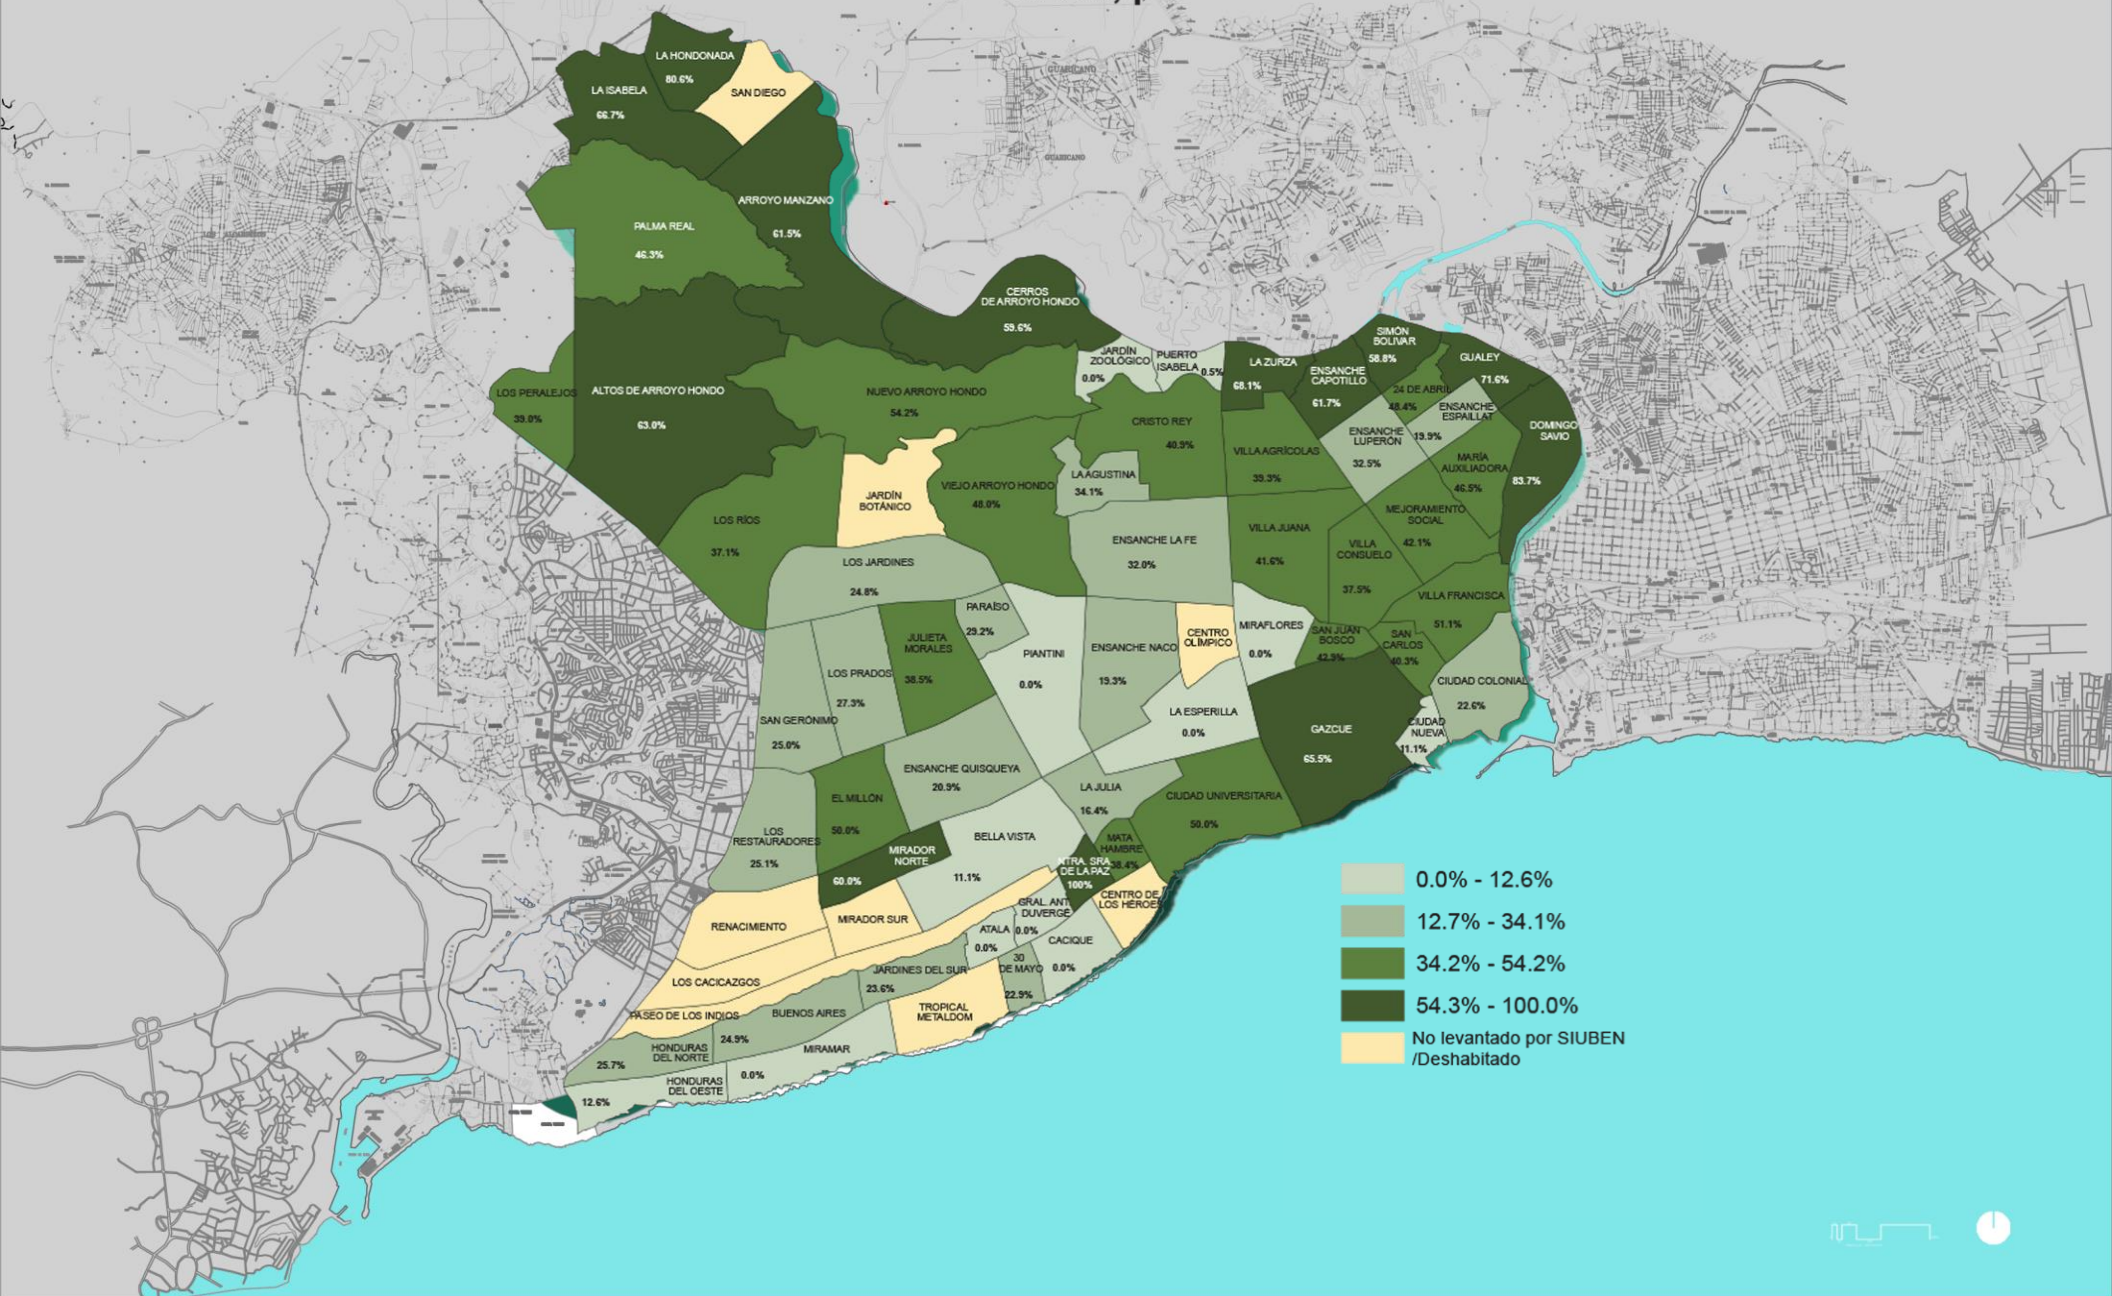 LA HONDONADA
80.6%
SAN DIEGO
LA ISABELA
66.7%
GUARICANO
GUARICANO
ARROYO MANZANO
61.5%
PALMA REAL
46.3%
CERROS
DE ARROYO HONDO
59.6%
JARDÍN
ZOOLÓGICO
0.0%
PUERTO
ISABELA
0.5%
LA ZURZA
68.1%
ENSANCHE
CAPOTILLO
61.7%
SIMÓN
BOLIVAR
58.8%
GUALEY
71.6%
24 DE ABRIL
48.4%
ENSANCHE
ESPAILLAT
19.9%
ENSANCHE
LUPERÓN
32.5%
DOMINGO
SAVIO
83.7%
LOS PERALEJOS
39.0%
ALTOS DE ARROYO HONDO
63.0%
NUEVO ARROYO HONDO
54.2%
CRISTO REY
40.9%
VILLA AGRÍCOLAS
39.3%
MARÍA
AUXILIADORA
46.5%
LA AGUSTINA
34.1%
VIEJO ARROYO HONDO
48.0%
JARDÍN
BOTÁNICO
LOS RÍOS
37.1%
MEJORAMIENTO
SOCIAL
42.1%
ENSANCHE LA FE
32.0%
VILLA JUANA
41.6%
VILLA
CONSUELO
37.5%
LOS JARDINES
24.8%
VILLA FRANCISCA
51.1%
PARAÍSO
29.2%
JULIETA
MORALES
38.5%
PIANTINI
0.0%
ENSANCHE NACO
19.3%
CENTRO
OLÍMPICO
MIRAFLORES
0.0%
SAN JUAN
BOSCO
42.9%
SAN
CARLOS
40.3%
LOS PRADOS
27.3%
CIUDAD COLONIAL
22.6%
SAN GERÓNIMO
25.0%
LA ESPERILLA
0.0%
GAZCUE
65.5%
CIUDAD
NUEVA
11.1%
ENSANCHE QUISQUEYA
20.9%
EL MILLÓN
50.0%
LA JULIA
16.4%
CIUDAD UNIVERSITARIA
50.0%
LOS
RESTAURADORES
25.1%
BELLA VISTA
11.1%
MATA
HAMBRE
38.4%
MIRADOR
NORTE
60.0%
NTRA. SRA
DE LA PAZ
100%
CENTRO DE
LOS HÉROES
RENACIMIENTO
MIRADOR SUR
GRAL. ANT
DUVERGÉ
0.0%
ATALA
0.0%
CACIQUE
0.0%
30
DE MAYO
22.9%
LOS CACICAZGOS
JARDINES DEL SUR
23.6%
PASEO DE LOS INDIOS
BUENOS AIRES
24.9%
TROPICAL
METALDOM
HONDURAS
DEL NORTE
25.7%
MIRAMAR
0.0%
HONDURAS
DEL OESTE
12.6%
0.0% - 12.6%
12.7% - 34.1%
34.2% - 54.2%
54.3% - 100.0%
No levantado por SIUBEN
/Deshabitado